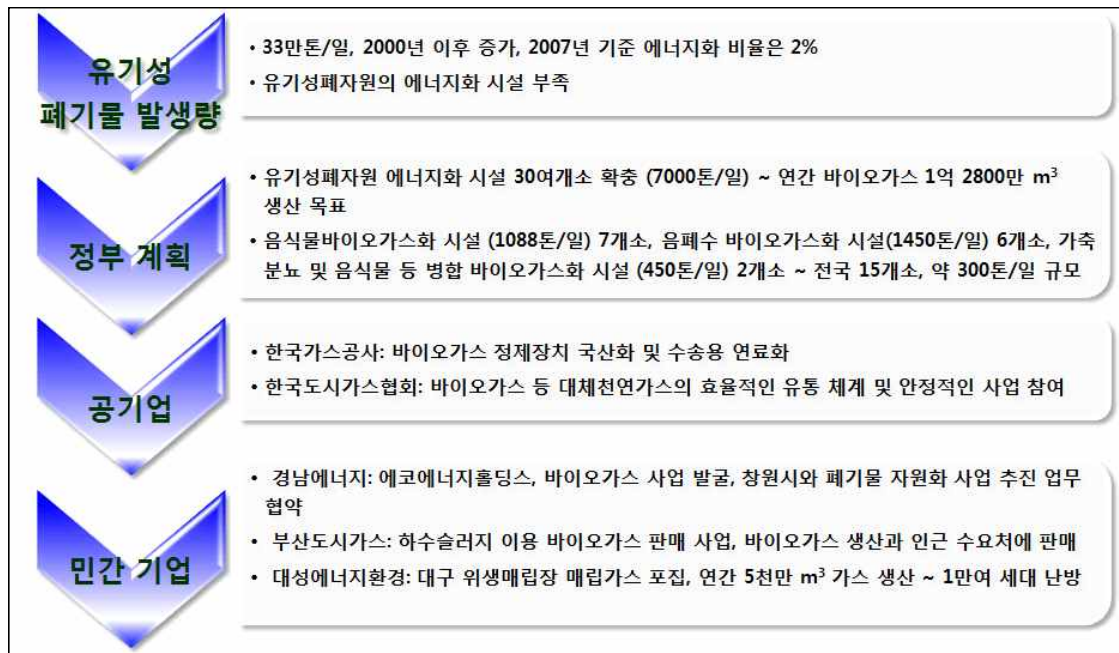 유기성
폐기물 발생량
• 33만톤/일, 2000년 이후 증가, 2007년 기준 에너지화 비율은 2%
• 유기성폐자원의 에너지화 시설 부족
정부 계획
• 유기성폐자원 에너지화 시설 30여개소 확충 (7000톤/일) ~ 연간 바이오가스 1억 2800만 m³
생산 목표
• 음식물바이오가스화 시설 (1088톤/일) 7개소, 음폐수 바이오가스화 시설(1450톤/일) 6개소, 가축
분뇨 및 음식물 등 병합 바이오가스화 시설 (450톤/일) 2개소 ~ 전국 15개소, 약 300톤/일 규모
공기업
• 한국가스공사: 바이오가스 정제장치 국산화 및 수송용 연료화
• 한국도시가스협회: 바이오가스 등 대체천연가스의 효율적인 유통 체계 및 안정적인 사업 참여
민간 기업
• 경남에너지: 에코에너지홀딩스, 바이오가스 사업 발굴, 창원시와 폐기물 자원화 사업 추진 업무
협약
• 부산도시가스: 하수슬러지 이용 바이오가스 판매 사업, 바이오가스 생산과 인근 수요처에 판매
• 대성에너지환경: 대구 위생매립장 매립가스 포집, 연간 5천만 m³ 가스 생산 ~ 1만여 세대 난방